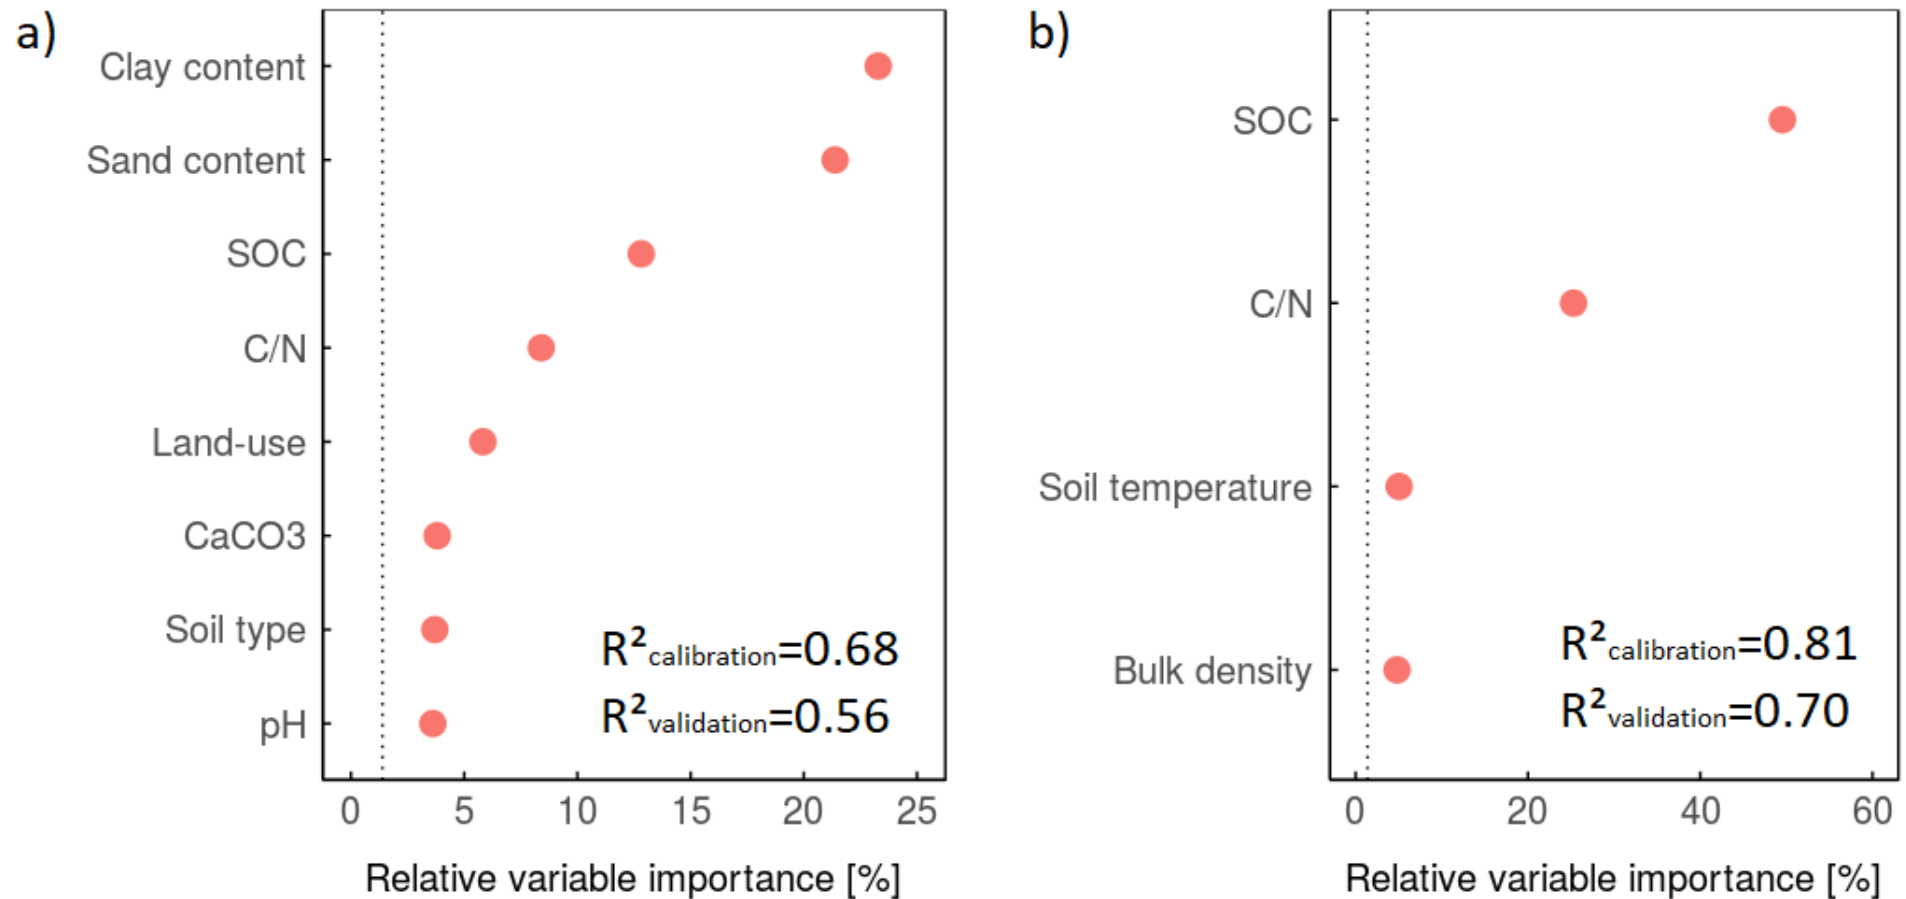 a)
Clay content
Sand content
SOC
C/N
Land-use
CaCO3
Soil type
pH
R²calibration=0.68
R²validation=0.56
0 5 10 15 20 25
Relative variable importance [%]
b)
SOC
C/N
Soil temperature
Bulk density
R²calibration=0.81
R²validation=0.70
0 20 40 60
Relative variable importance [%]